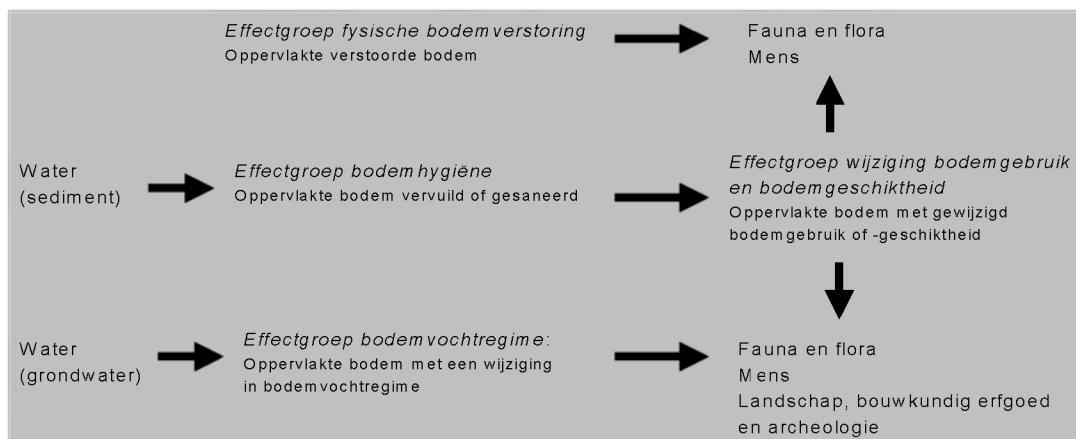 Effectgroep fysische bodemverstoring
Oppervlakte verstoorde bodem
Fauna en flora
Mens
Water
(sediment)
Effectgroep bodemhygiëne
Oppervlakte bodem vervuild of gesaneerd
Effectgroep wijziging bodemgebruik
en bodemgeschiktheid
Oppervlakte bodem met gewijzigd
bodemgebruik of -geschiktheid
Water
(grondwater)
Effectgroep bodemvochtregime:
Oppervlakte bodem met een wijziging
in bodemvochtregime
Fauna en flora
Mens
Landschap, bouwkundig erfgoed
en archeologie